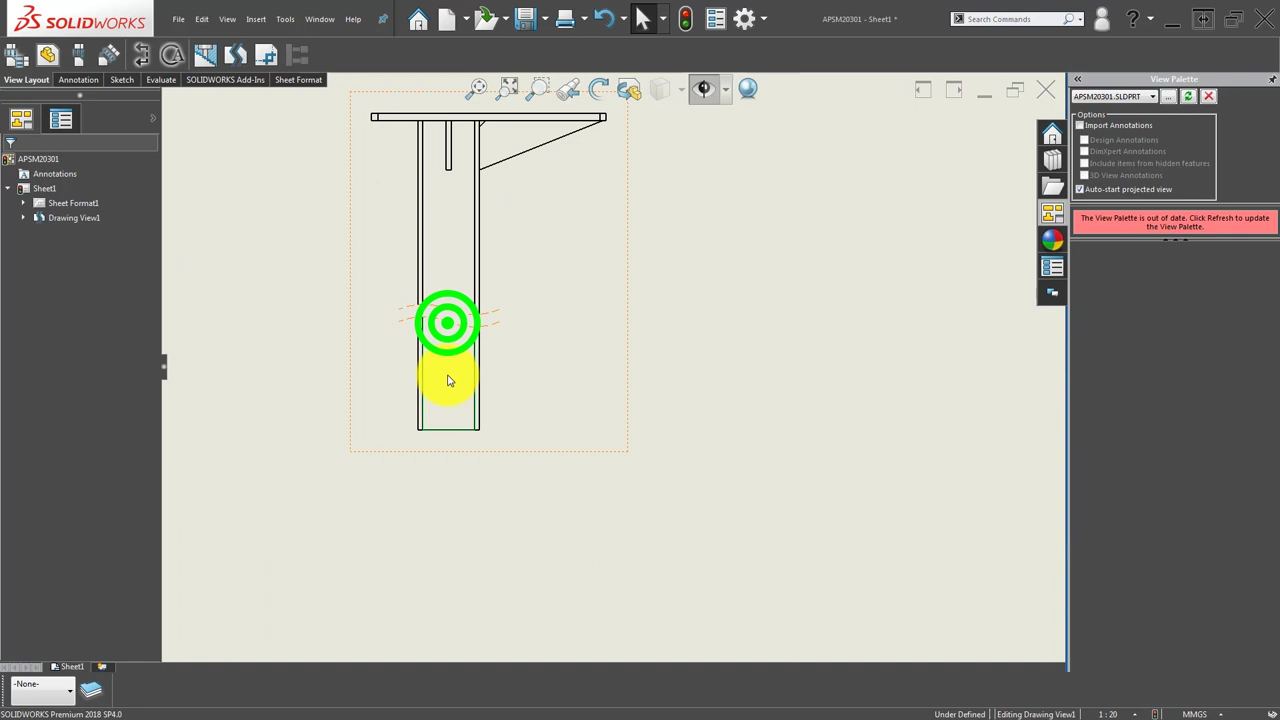 SOLIDWORKS
File
Edit
View
Insert
Tools
Window
Help
APSM20301 - Sheet1 *
Search Commands
?
View Layout
Annotation
Sketch
Evaluate
SOLIDWORKS Add-Ins
Sheet Format
View Palette
APSM20301.SLDPRT
...
Options
Import Annotations
Design Annotations
DimXpert Annotations
Include items from hidden features
3D View Annotations
Auto-start projected view
The View Palette is out of date. Click Refresh to update
the View Palette.
APSM20301
Annotations
Sheet1
Sheet Format1
Drawing View1
Sheet1
-None-
SOLIDWORKS Premium 2018 SP4.0
Under Defined
Editing Drawing View1
1 : 20
MMGS